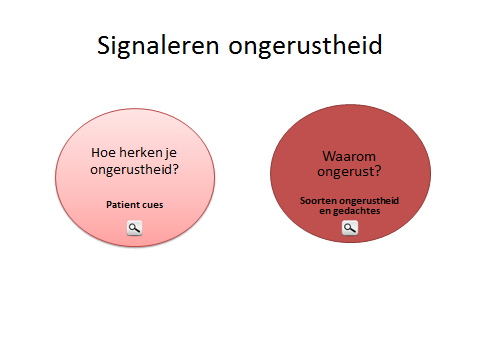 Signaleren ongerustheid
Hoe herken je
ongerustheid?
Patient cues
Waarom
ongerust?
Soorten ongerustheid
en gedachtes